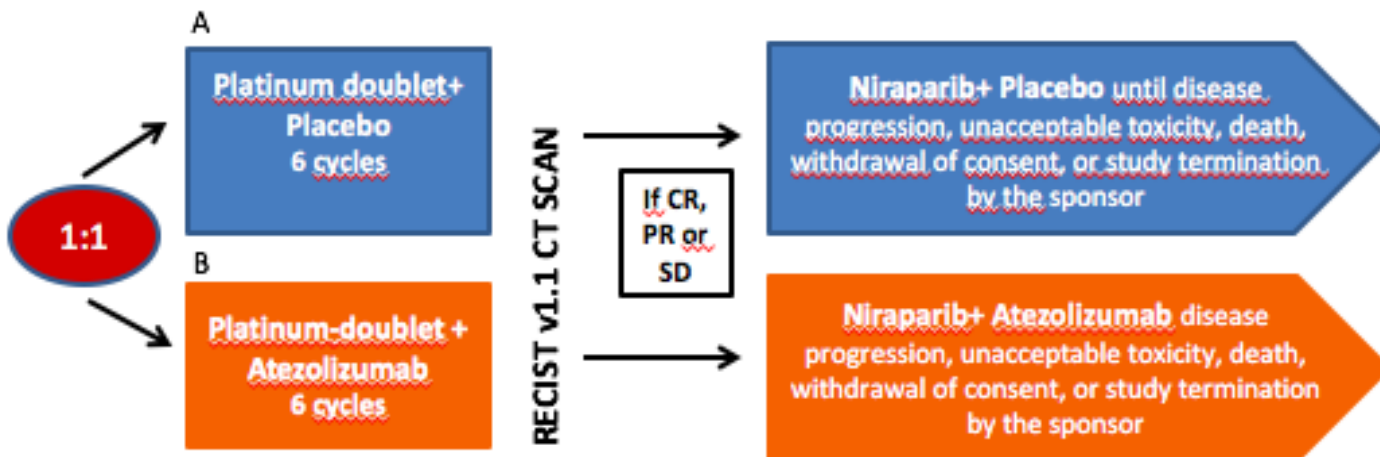 1:1
A
Platinum doublet+
Placebo
6 cycles
B
Platinum-doublet +
Atezolizumab
6 cycles
RECIST v1.1 CT SCAN
If CR,
PR or
SD
Niraparib+ Placebo until disease
progression, unacceptable toxicity, death,
withdrawal of consent, or study termination
by the sponsor
Niraparib+ Atezolizumab disease
progression, unacceptable toxicity, death,
withdrawal of consent, or study termination
by the sponsor